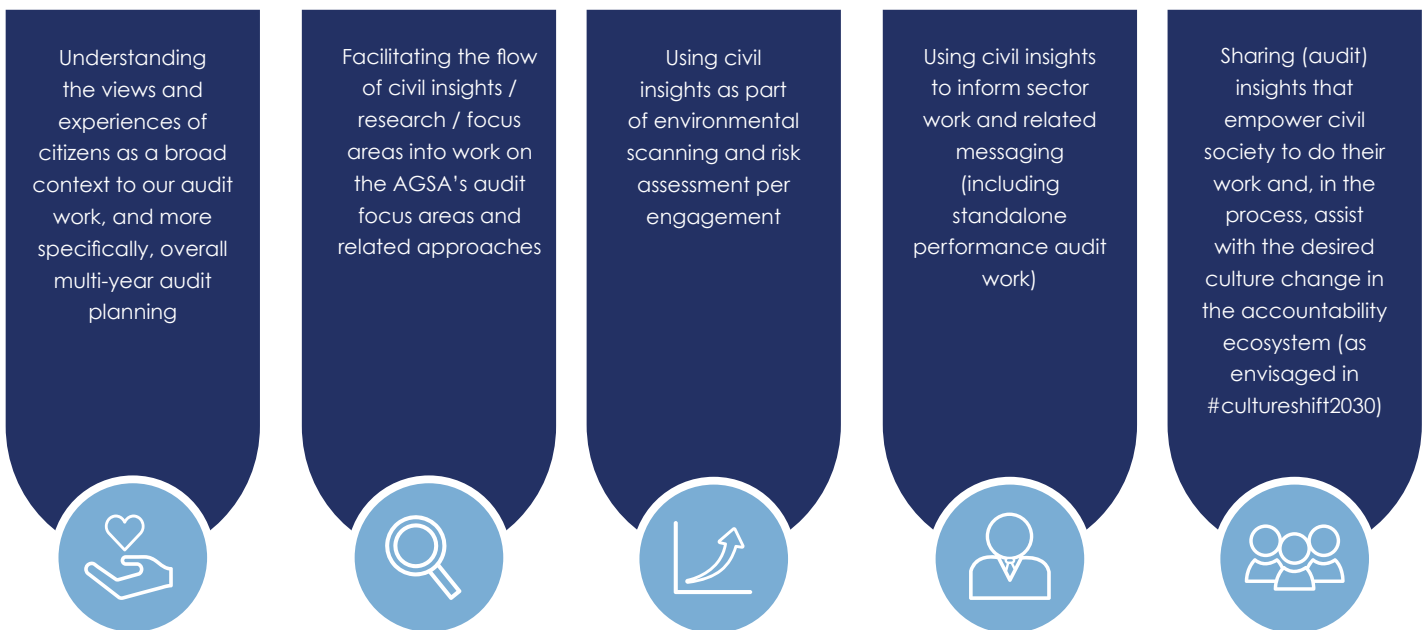 Understanding
the views and
experiences of
citizens as a broad
context to our audit
work, and more
specifically, overall
multi-year audit
planning
Facilitating the flow
of civil insights /
research / focus
areas into work on
the AGSA’s audit
focus areas and
related approaches
Using civil
insights as part
of environmental
scanning and risk
assessment per
engagement
Using civil insights
to inform sector
work and related
messaging
(including
standalone
performance audit
work)
Sharing (audit)
insights that
empower civil
society to do their
work and, in the
process, assist
with the desired
culture change in
the accountability
ecosystem (as
envisaged in
#cultureshift2030)